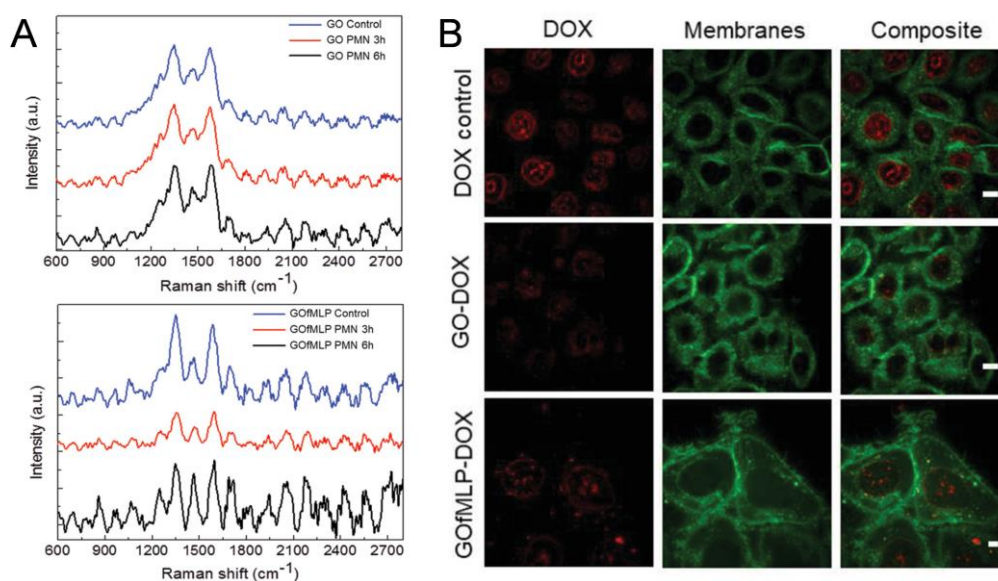 A
GO Control
GO PMN 3h
GO PMN 6h
Intensity (a.u.)
600 900 1200 1500 1800 2100 2400 2700
Raman shift (cm⁻¹)
GOfMLP Control
GOfMLP PMN 3h
GOfMLP PMN 6h
Intensity (a.u.)
600 900 1200 1500 1800 2100 2400 2700
Raman shift (cm⁻¹)
B
DOX Membranes Composite
DOX control
GO-DOX
GOfMLP-DOX